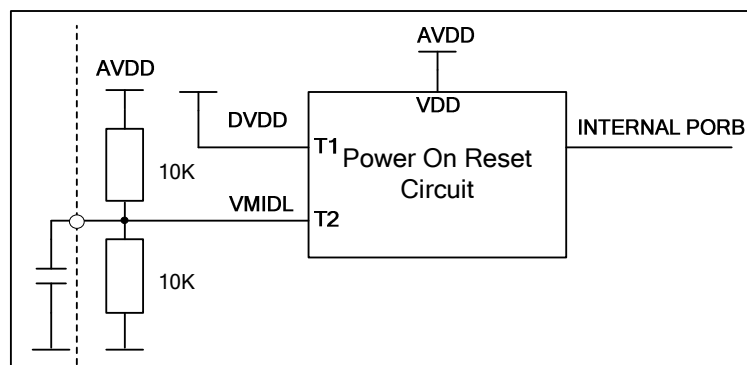 AVDD
AVDD
VDD
DVDD
T1
INTERNAL PORB
Power On Reset
Circuit
10K
VMIDL
T2
10K